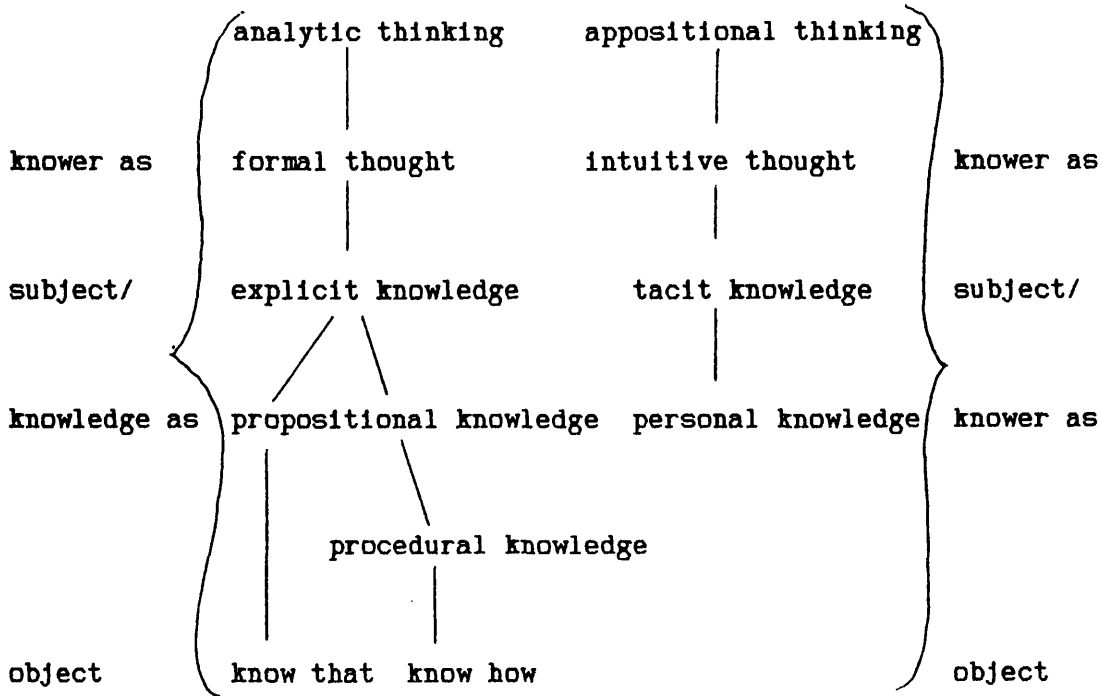 analytic thinking appositional thinking
knower as formal thought intuitive thought knower as
subject/ explicit knowledge tacit knowledge subject/
knowledge as propositional knowledge personal knowledge knower as
procedural knowledge
object know that know how object